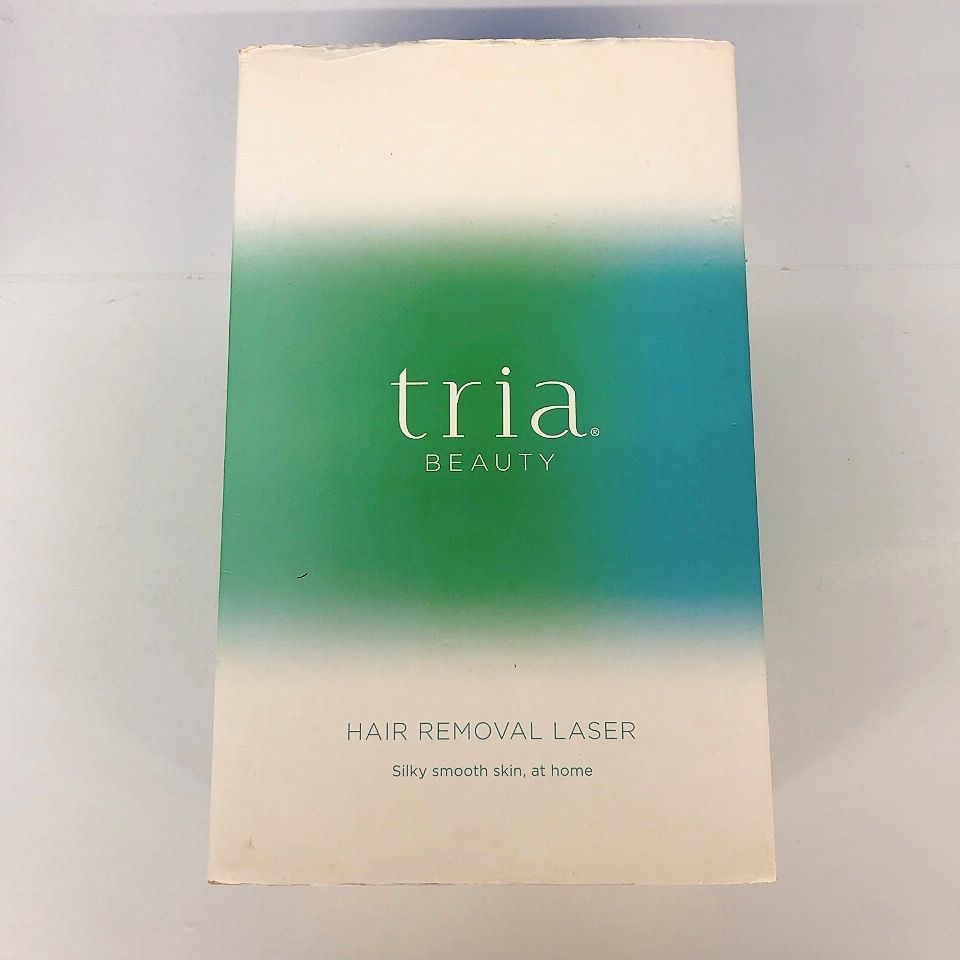 tria®
BEAUTY
HAIR REMOVAL LASER
Silky smooth skin, at home